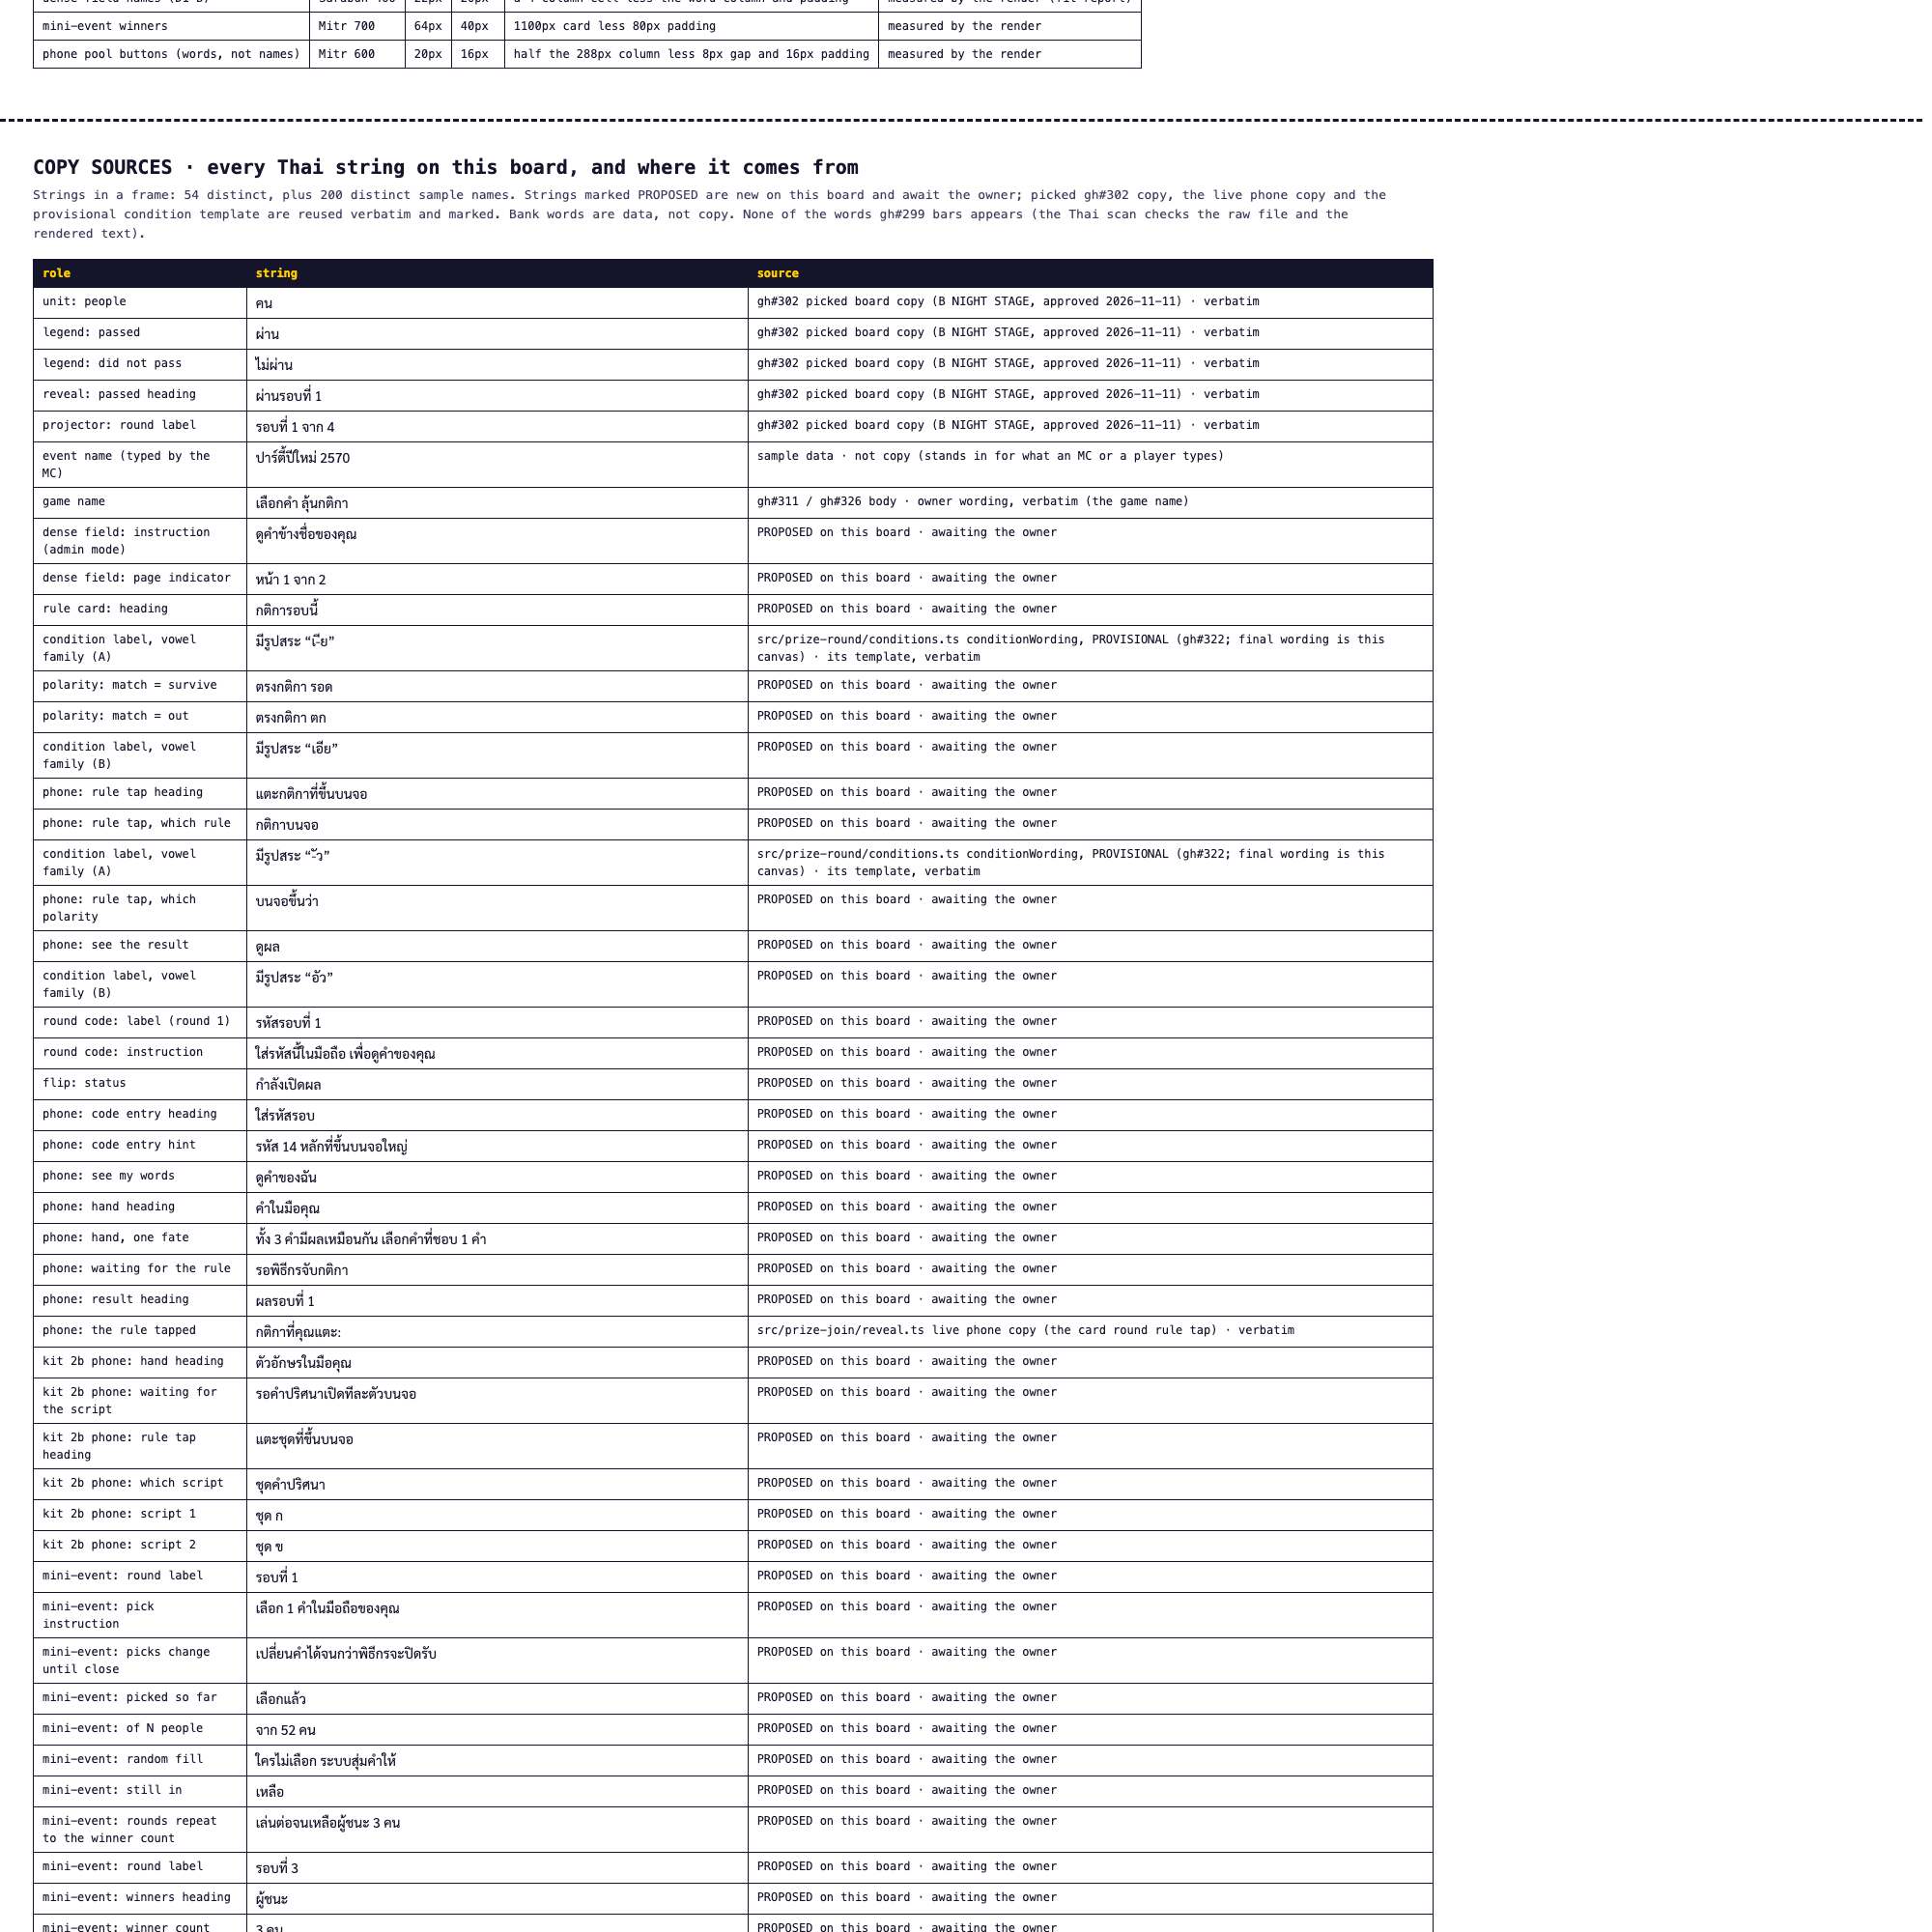 mini-event winners Mitr 700 64px 40px 1100px card less 80px padding measured by the render
phone pool buttons (words, not names) Mitr 600 20px 16px half the 288px column less 8px gap and 16px padding measured by the render
COPY SOURCES · every Thai string on this board, and where it comes from
Strings in a frame: 54 distinct, plus 200 distinct sample names. Strings marked PROPOSED are new on this board and await the owner; picked gh#302 copy, the live phone copy and the
provisional condition template are reused verbatim and marked. Bank words are data, not copy. None of the words gh#299 bars appears (the Thai scan checks the raw file and the
rendered text).
role string source
unit: people คน gh#302 picked board copy (B NIGHT STAGE, approved 2026-11-11) · verbatim
legend: passed ผ่าน gh#302 picked board copy (B NIGHT STAGE, approved 2026-11-11) · verbatim
legend: did not pass ไม่ผ่าน gh#302 picked board copy (B NIGHT STAGE, approved 2026-11-11) · verbatim
reveal: passed heading ผ่านรอบที่ 1 gh#302 picked board copy (B NIGHT STAGE, approved 2026-11-11) · verbatim
projector: round label รอบที่ 1 จาก 4 gh#302 picked board copy (B NIGHT STAGE, approved 2026-11-11) · verbatim
event name (typed by the ปาร์ตี้ปีใหม่ 2570 sample data · not copy (stands in for what an MC or a player types)
MC)
game name เลือกคำ ลุ้นกติกา gh#311 / gh#326 body · owner wording, verbatim (the game name)
dense field: instruction ดูคำข้างชื่อของคุณ PROPOSED on this board · awaiting the owner
(admin mode)
dense field: page indicator หน้า 1 จาก 2 PROPOSED on this board · awaiting the owner
rule card: heading กติการอบนี้ PROPOSED on this board · awaiting the owner
condition label, vowel มีรูปสระ “เ-ีย” src/prize-round/conditions.ts conditionWording, PROVISIONAL (gh#322; final wording is this
family (A) canvas) · its template, verbatim
polarity: match = survive ตรงกติกา รอด PROPOSED on this board · awaiting the owner
polarity: match = out ตรงกติกา ตก PROPOSED on this board · awaiting the owner
condition label, vowel มีรูปสระ “เอีย” PROPOSED on this board · awaiting the owner
family (B)
phone: rule tap heading แตะกติกาที่ขึ้นบนจอ PROPOSED on this board · awaiting the owner
phone: rule tap, which rule กติกาบนจอ PROPOSED on this board · awaiting the owner
condition label, vowel มีรูปสระ “-ัว” src/prize-round/conditions.ts conditionWording, PROVISIONAL (gh#322; final wording is this
family (A) canvas) · its template, verbatim
phone: rule tap, which บนจอขึ้นว่า PROPOSED on this board · awaiting the owner
polarity
phone: see the result ดูผล PROPOSED on this board · awaiting the owner
condition label, vowel มีรูปสระ “อัว” PROPOSED on this board · awaiting the owner
family (B)
round code: label (round 1) รหัสรอบที่ 1 PROPOSED on this board · awaiting the owner
round code: instruction ใส่รหัสนี้ในมือถือ เพื่อดูคำของคุณ PROPOSED on this board · awaiting the owner
flip: status กำลังเปิดผล PROPOSED on this board · awaiting the owner
phone: code entry heading ใส่รหัสรอบ PROPOSED on this board · awaiting the owner
phone: code entry hint รหัส 14 หลักที่ขึ้นบนจอใหญ่ PROPOSED on this board · awaiting the owner
phone: see my words ดูคำของฉัน PROPOSED on this board · awaiting the owner
phone: hand heading คำในมือคุณ PROPOSED on this board · awaiting the owner
phone: hand, one fate ทั้ง 3 คำมีผลเหมือนกัน เลือกคำที่ชอบ 1 คำ PROPOSED on this board · awaiting the owner
phone: waiting for the rule รอพิธีกรจับกติกา PROPOSED on this board · awaiting the owner
phone: result heading ผลรอบที่ 1 PROPOSED on this board · awaiting the owner
phone: the rule tapped กติกาที่คุณแตะ: src/prize-join/reveal.ts live phone copy (the card round rule tap) · verbatim
kit 2b phone: hand heading ตัวอักษรในมือคุณ PROPOSED on this board · awaiting the owner
kit 2b phone: waiting for รอคำปริศนาเปิดทีละตัวบนจอ PROPOSED on this board · awaiting the owner
the script
kit 2b phone: rule tap แตะชุดที่ขึ้นบนจอ PROPOSED on this board · awaiting the owner
heading
kit 2b phone: which script ชุดคำปริศนา PROPOSED on this board · awaiting the owner
kit 2b phone: script 1 ชุด ก PROPOSED on this board · awaiting the owner
kit 2b phone: script 2 ชุด ข PROPOSED on this board · awaiting the owner
mini-event: round label รอบที่ 1 PROPOSED on this board · awaiting the owner
mini-event: pick เลือก 1 คำในมือถือของคุณ PROPOSED on this board · awaiting the owner
instruction
mini-event: picks change เปลี่ยนคำได้จนกว่าพิธีกรจะปิดรับ PROPOSED on this board · awaiting the owner
until close
mini-event: picked so far เลือกแล้ว PROPOSED on this board · awaiting the owner
mini-event: of N people จาก 52 คน PROPOSED on this board · awaiting the owner
mini-event: random fill ใครไม่เลือก ระบบสุ่มคำให้ PROPOSED on this board · awaiting the owner
mini-event: still in เหลือ PROPOSED on this board · awaiting the owner
mini-event: rounds repeat เล่นต่อจนเหลือผู้ชนะ 3 คน PROPOSED on this board · awaiting the owner
to the winner count
mini-event: round label รอบที่ 3 PROPOSED on this board · awaiting the owner
mini-event: winners heading ผู้ชนะ PROPOSED on this board · awaiting the owner
mini-event: winner count 3 คน PROPOSED on this board · awaiting the owner